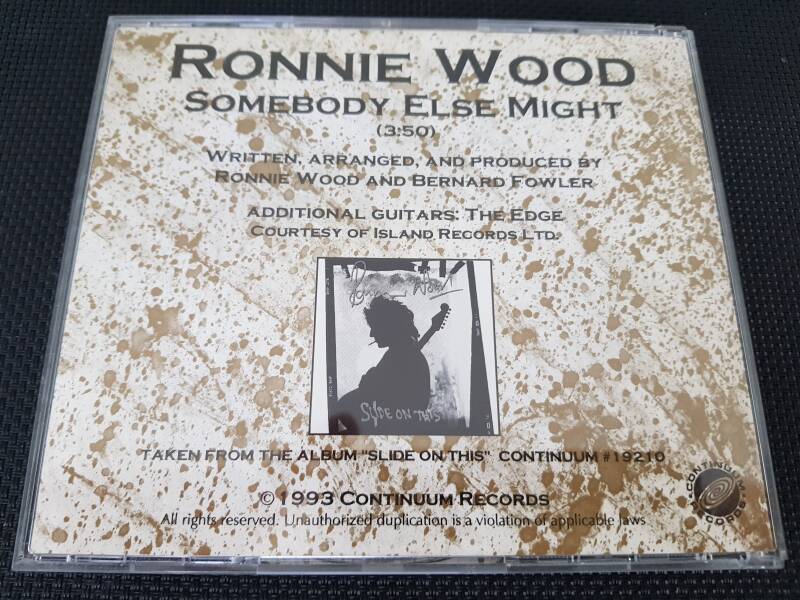 RONNIE WOOD
SOMEBODY ELSE MIGHT
(3:50)
WRITTEN, ARRANGED, AND PRODUCED BY
RONNIE WOOD AND BERNARD FOWLER
ADDITIONAL GUITARS: THE EDGE
COURTESY OF ISLAND RECORDS LTD.
SLIDE ON THIS
TAKEN FROM THE ALBUM "SLIDE ON THIS" CONTINUUM #19210
CONTINUUM
RECORDS
© 1993 CONTINUUM RECORDS
All rights reserved. Unauthorized duplication is a violation of applicable laws